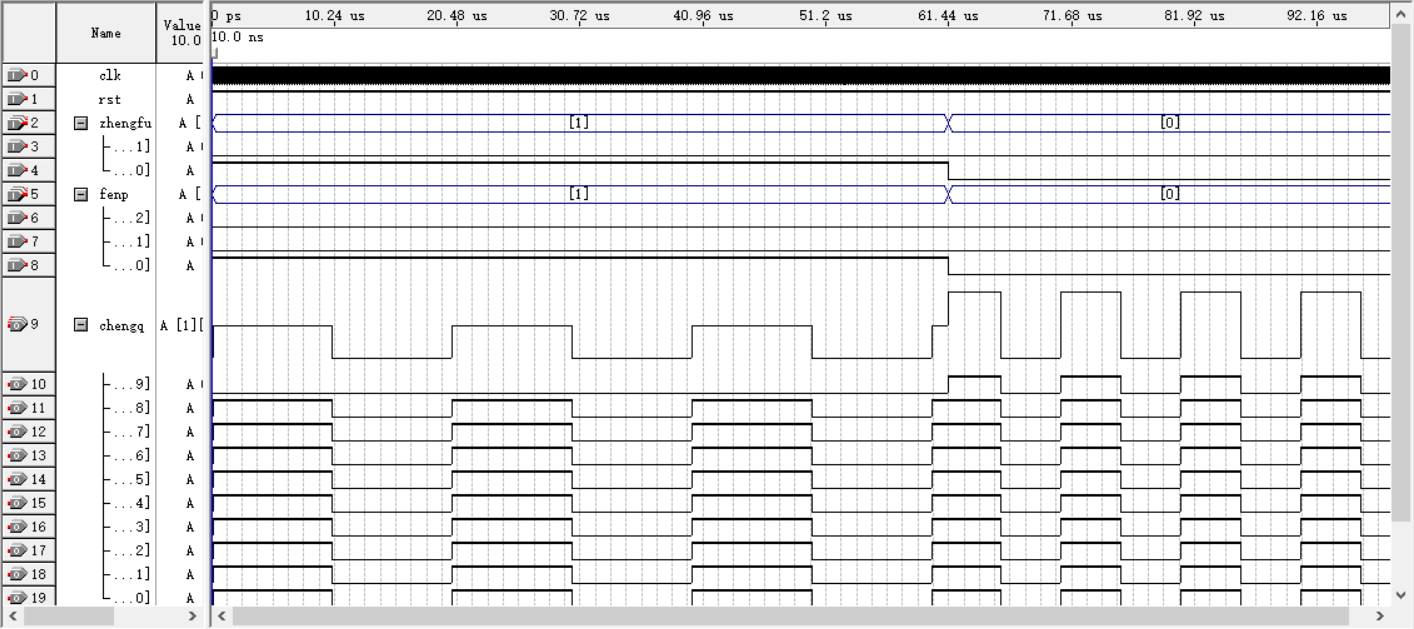 0 ps 10.24 us 20.48 us 30.72 us 40.96 us 51.2 us 61.44 us 71.68 us 81.92 us 92.16 us
Name Value
10.0
10.0 ns
0 clk A
1 rst A
2 zhengfu A [ [1] [0]
3 ...1] A
4 ...0] A
5 fenp A [ [1] [0]
6 ...2] A
7 ...1] A
8 ...0] A
9 chengq A [1][
10 ...9] A
11 ...8] A
12 ...7] A
13 ...6] A
14 ...5] A
15 ...4] A
16 ...3] A
17 ...2] A
18 ...1] A
19 ...0] A